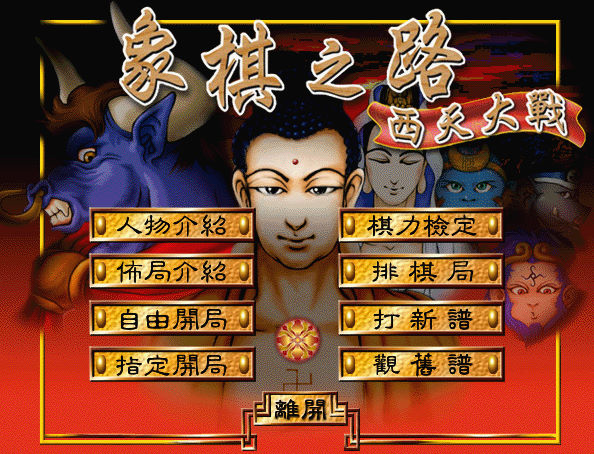 象棋之路
西天大戰
人物介紹
棋力檢定
佈局介紹
排棋局
自由開局
打新譜
指定開局
觀舊譜
離開